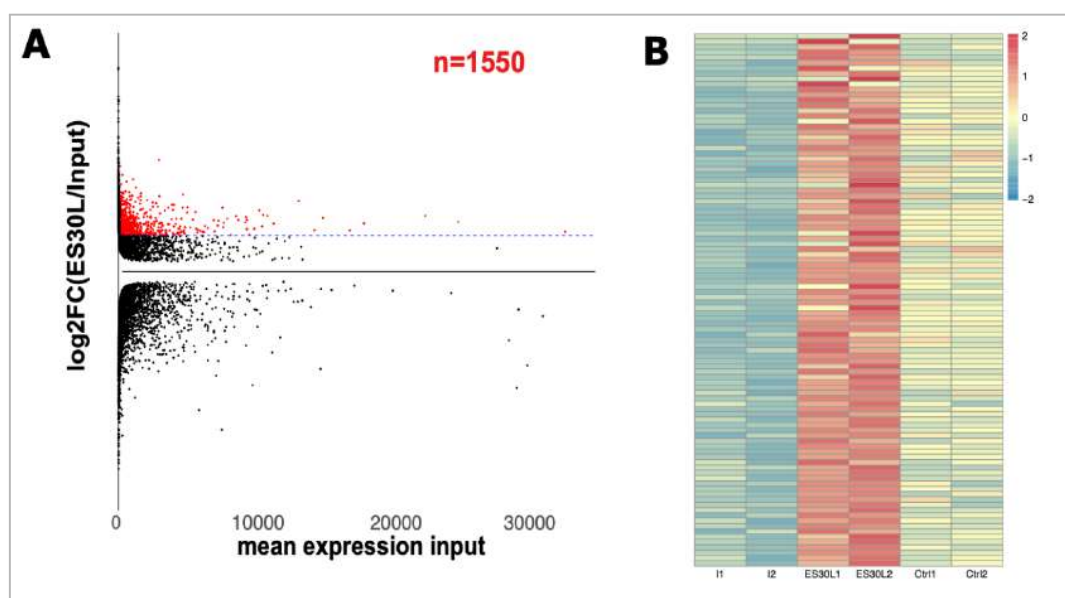 A
n=1550
log2FC(ES30L/Input)
0
10000
20000
30000
mean expression input
B
2
1
0
−1
−2
I1
I2
ES30L1
ES30L2
Ctrl1
Ctrl2